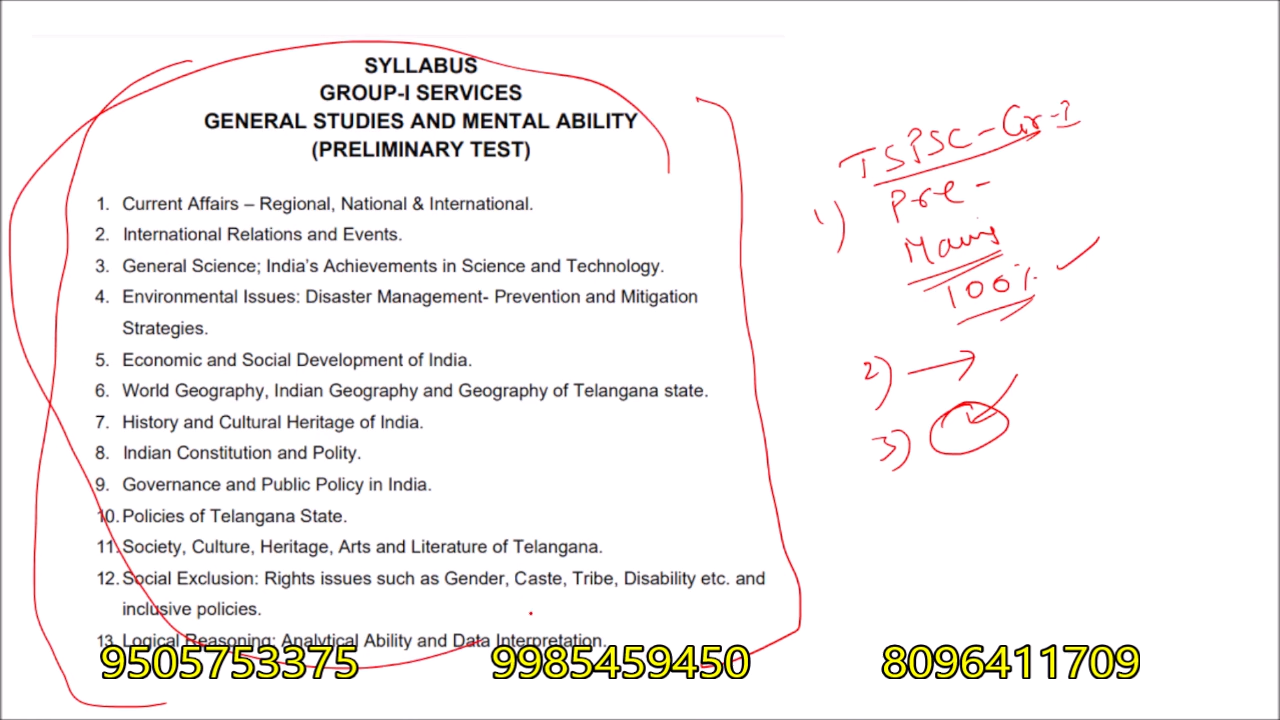 SYLLABUS
GROUP-I SERVICES
GENERAL STUDIES AND MENTAL ABILITY
(PRELIMINARY TEST)
1. Current Affairs – Regional, National & International.
2. International Relations and Events.
3. General Science; India's Achievements in Science and Technology.
4. Environmental Issues: Disaster Management- Prevention and Mitigation
Strategies.
5. Economic and Social Development of India.
6. World Geography, Indian Geography and Geography of Telangana state.
7. History and Cultural Heritage of India.
8. Indian Constitution and Polity.
9. Governance and Public Policy in India.
10. Policies of Telangana State.
11. Society, Culture, Heritage, Arts and Literature of Telangana.
12. Social Exclusion: Rights issues such as Gender, Caste, Tribe, Disability etc. and
inclusive policies.
13. Logical Reasoning: Analytical Ability and Data Interpretation.
TSPSC - Gr-I
1) Pre -
Mains
100%
2)
3)
9505753375 9985459450 8096411709